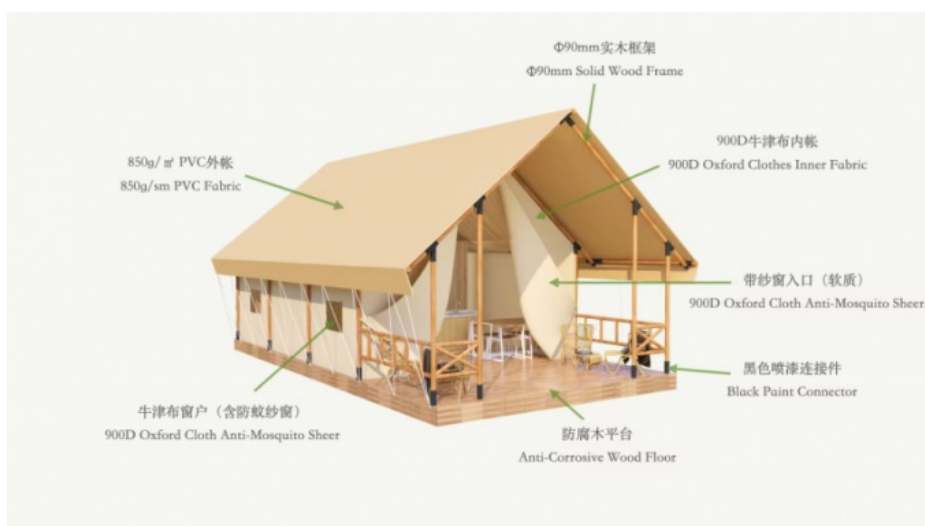 Φ90mm实木框架
Φ90mm Solid Wood Frame
900D牛津布内帐
900D Oxford Clothes Inner Fabric
850g/㎡ PVC外帐
850g/sm PVC Fabric
带纱窗入口（软质）
900D Oxford Cloth Anti-Mosquito Sheer
黑色喷漆连接件
Black Paint Connector
牛津布窗户（含防蚊纱窗）
900D Oxford Cloth Anti-Mosquito Sheer
防腐木平台
Anti-Corrosive Wood Floor